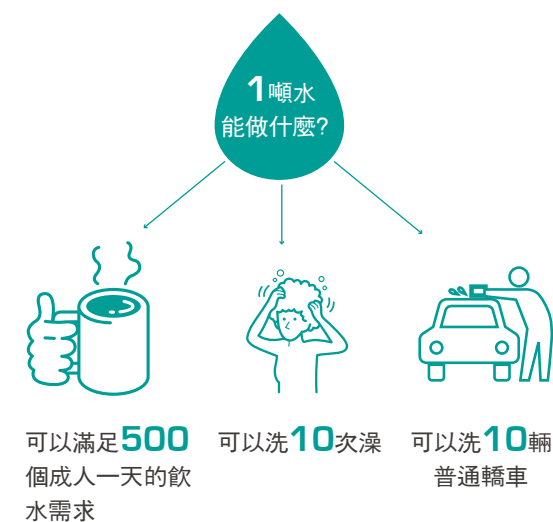 1噸水
能做什麼?
可以滿足500
個成人一天的飲
水需求
可以洗10次澡
可以洗10輛
普通轎車